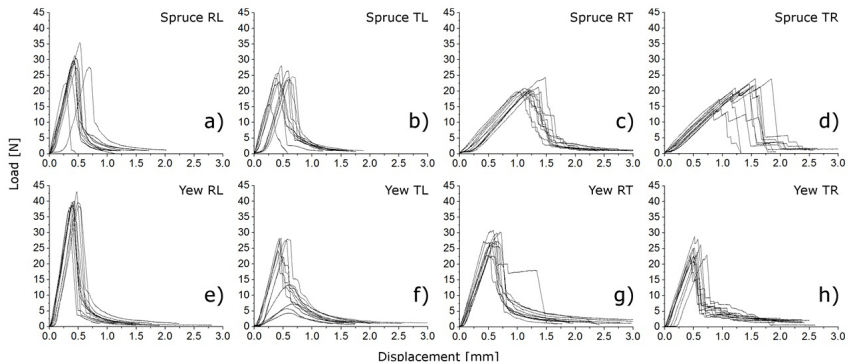 Spruce RL
Spruce TL
Spruce RT
Spruce TR
45 40 35 30 25 20 15 10 5 0
45 40 35 30 25 20 15 10 5 0
45 40 35 30 25 20 15 10 5 0
45 40 35 30 25 20 15 10 5 0
a)
b)
c)
d)
0.0 0.5 1.0 1.5 2.0 2.5 3.0
0.0 0.5 1.0 1.5 2.0 2.5 3.0
0.0 0.5 1.0 1.5 2.0 2.5 3.0
0.0 0.5 1.0 1.5 2.0 2.5 3.0
Load [N]
Yew RL
Yew TL
Yew RT
Yew TR
45 40 35 30 25 20 15 10 5 0
45 40 35 30 25 20 15 10 5 0
45 40 35 30 25 20 15 10 5 0
45 40 35 30 25 20 15 10 5 0
e)
f)
g)
h)
0.0 0.5 1.0 1.5 2.0 2.5 3.0
0.0 0.5 1.0 1.5 2.0 2.5 3.0
0.0 0.5 1.0 1.5 2.0 2.5 3.0
0.0 0.5 1.0 1.5 2.0 2.5 3.0
Displacement [mm]